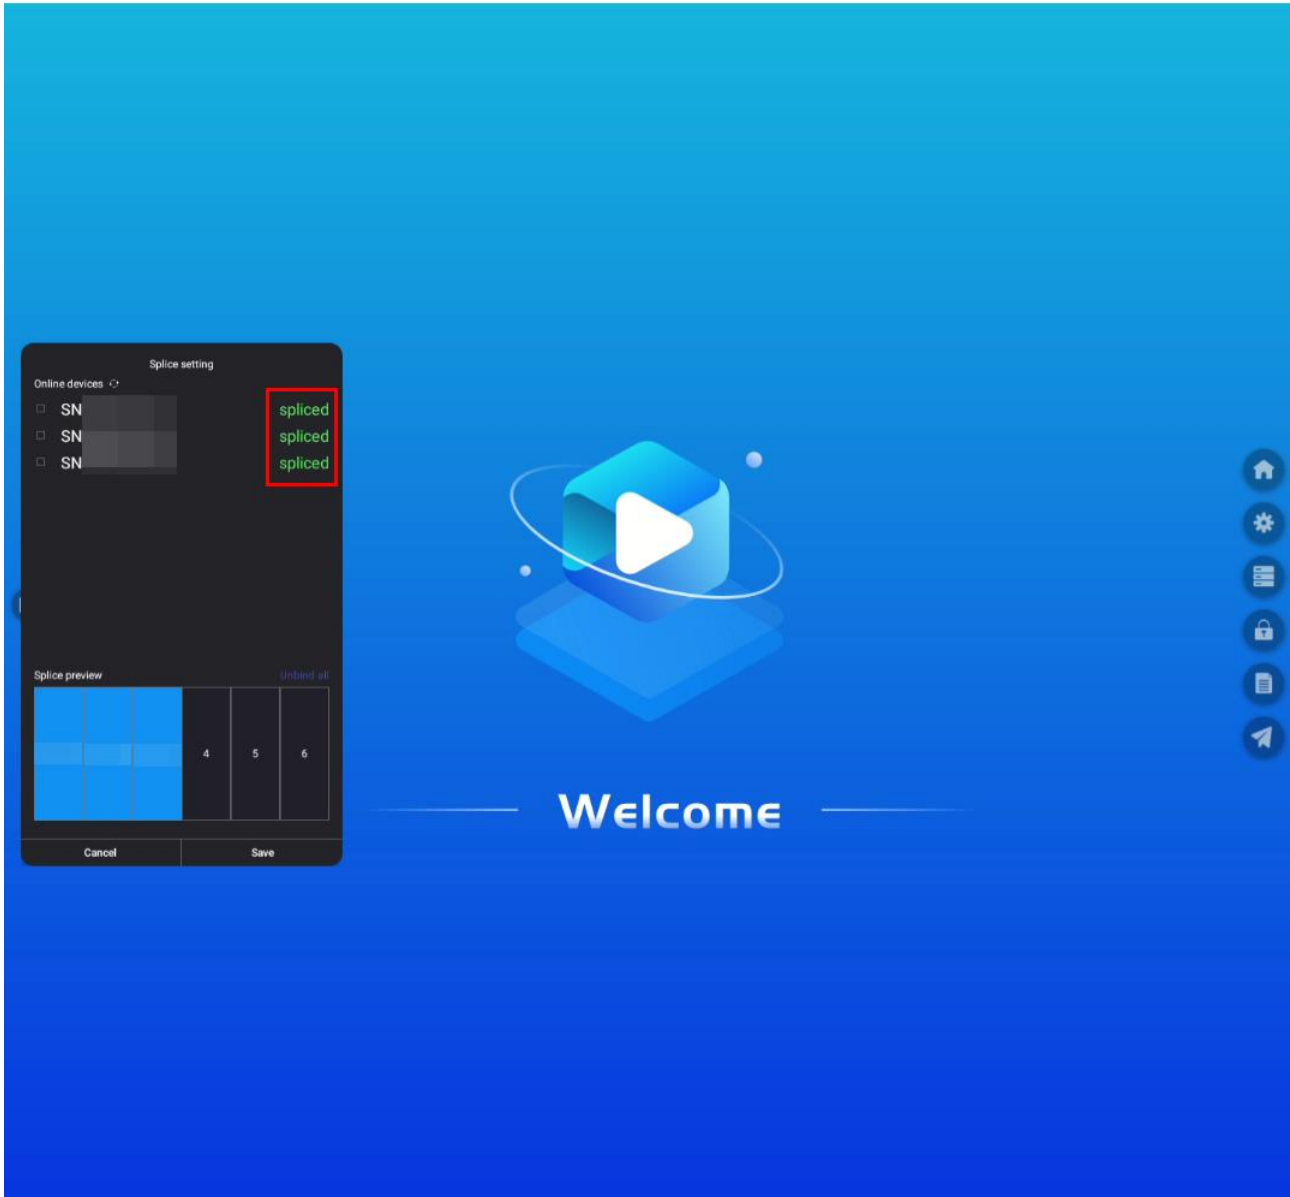 Splice setting
Online devices
SN spliced
SN spliced
SN spliced
Splice preview Unbind all
4 5 6
Cancel Save
Welcome